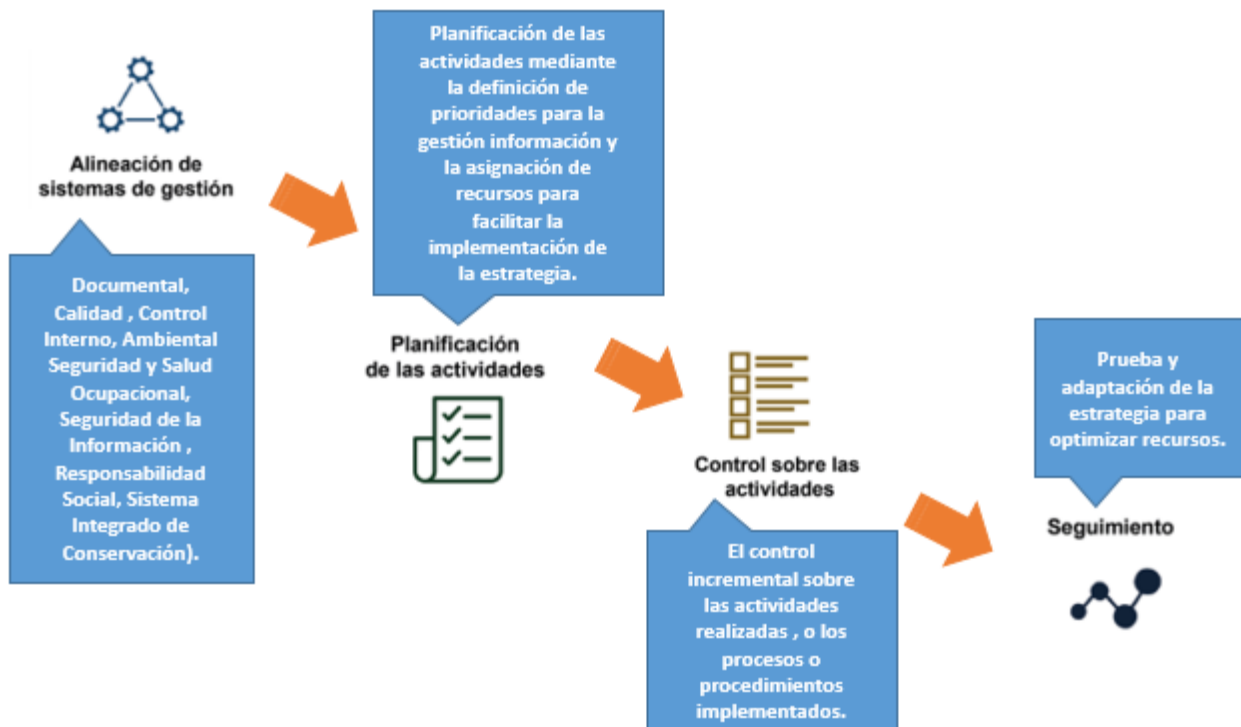 Alineación de
sistemas de gestión
Documental,
Calidad , Control
Interno, Ambiental
Seguridad y Salud
Ocupacional,
Seguridad de la
Información ,
Responsabilidad
Social, Sistema
Integrado de
Conservación).
Planificación de las
actividades mediante
la definición de
prioridades para la
gestión información y
la asignación de
recursos para
facilitar la
implementación de
la estrategia.
Planificación
de las actividades
Control sobre las
actividades
El control
incremental sobre
las actividades
realizadas , o los
procesos o
procedimientos
implementados.
Prueba y
adaptación de la
estrategia para
optimizar recursos.
Seguimiento